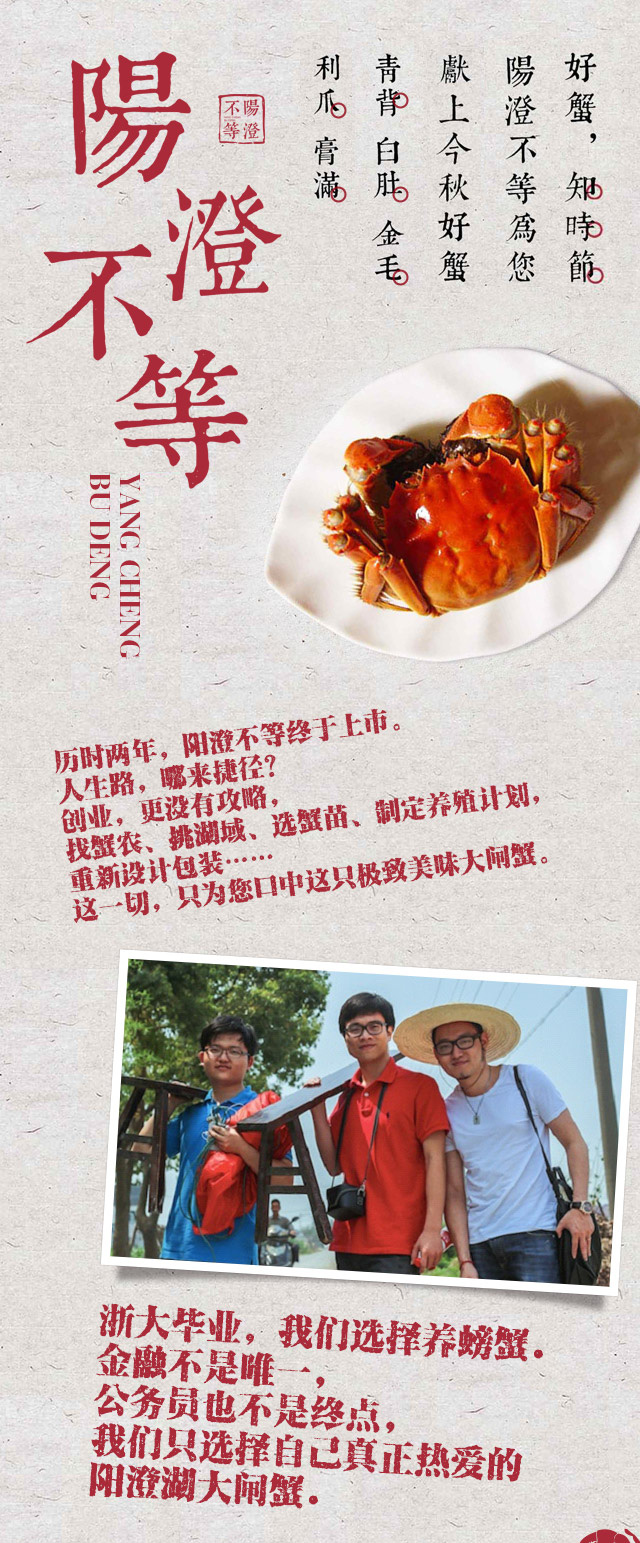 陽澄不等
陽澄
不等
YANG CHENG
BU DENG
好蟹，知時節
陽澄不等爲您
獻上今秋好蟹
靑背 白肚 金毛
利爪 膏滿
历时两年，阳澄不等终于上市。
人生路，哪来捷径？
创业，更没有攻略，
找蟹农、挑湖域、选蟹苗、制定养殖计划，
重新设计包装……
这一切，只为您口中这只极致美味大闸蟹。
浙大毕业，我们选择养螃蟹.
金融不是唯一，
公务员也不是终点，
我们只选择自己真正热爱的
阳澄湖大闸蟹.